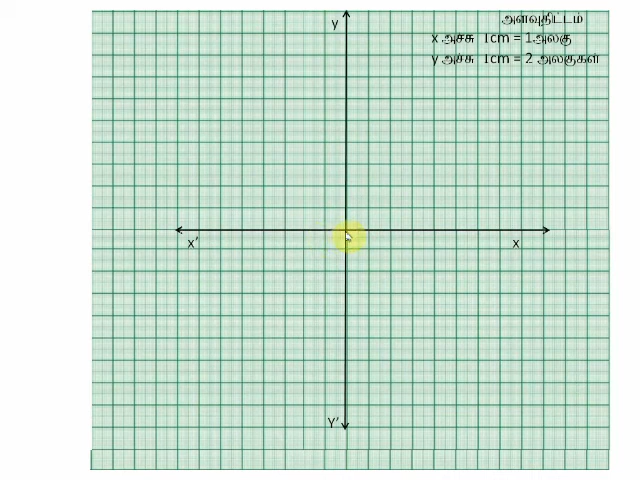 அளவுதிட்டம்
y
x அச்சு 1cm = 1அலகு
y அச்சு 1cm = 2 அலகுகள்
x’ x
Y’